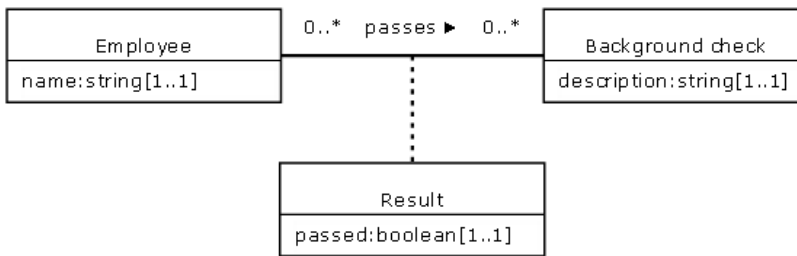 0..* passes ► 0..*
Employee
name:string[1..1]
Background check
description:string[1..1]
Result
passed:boolean[1..1]